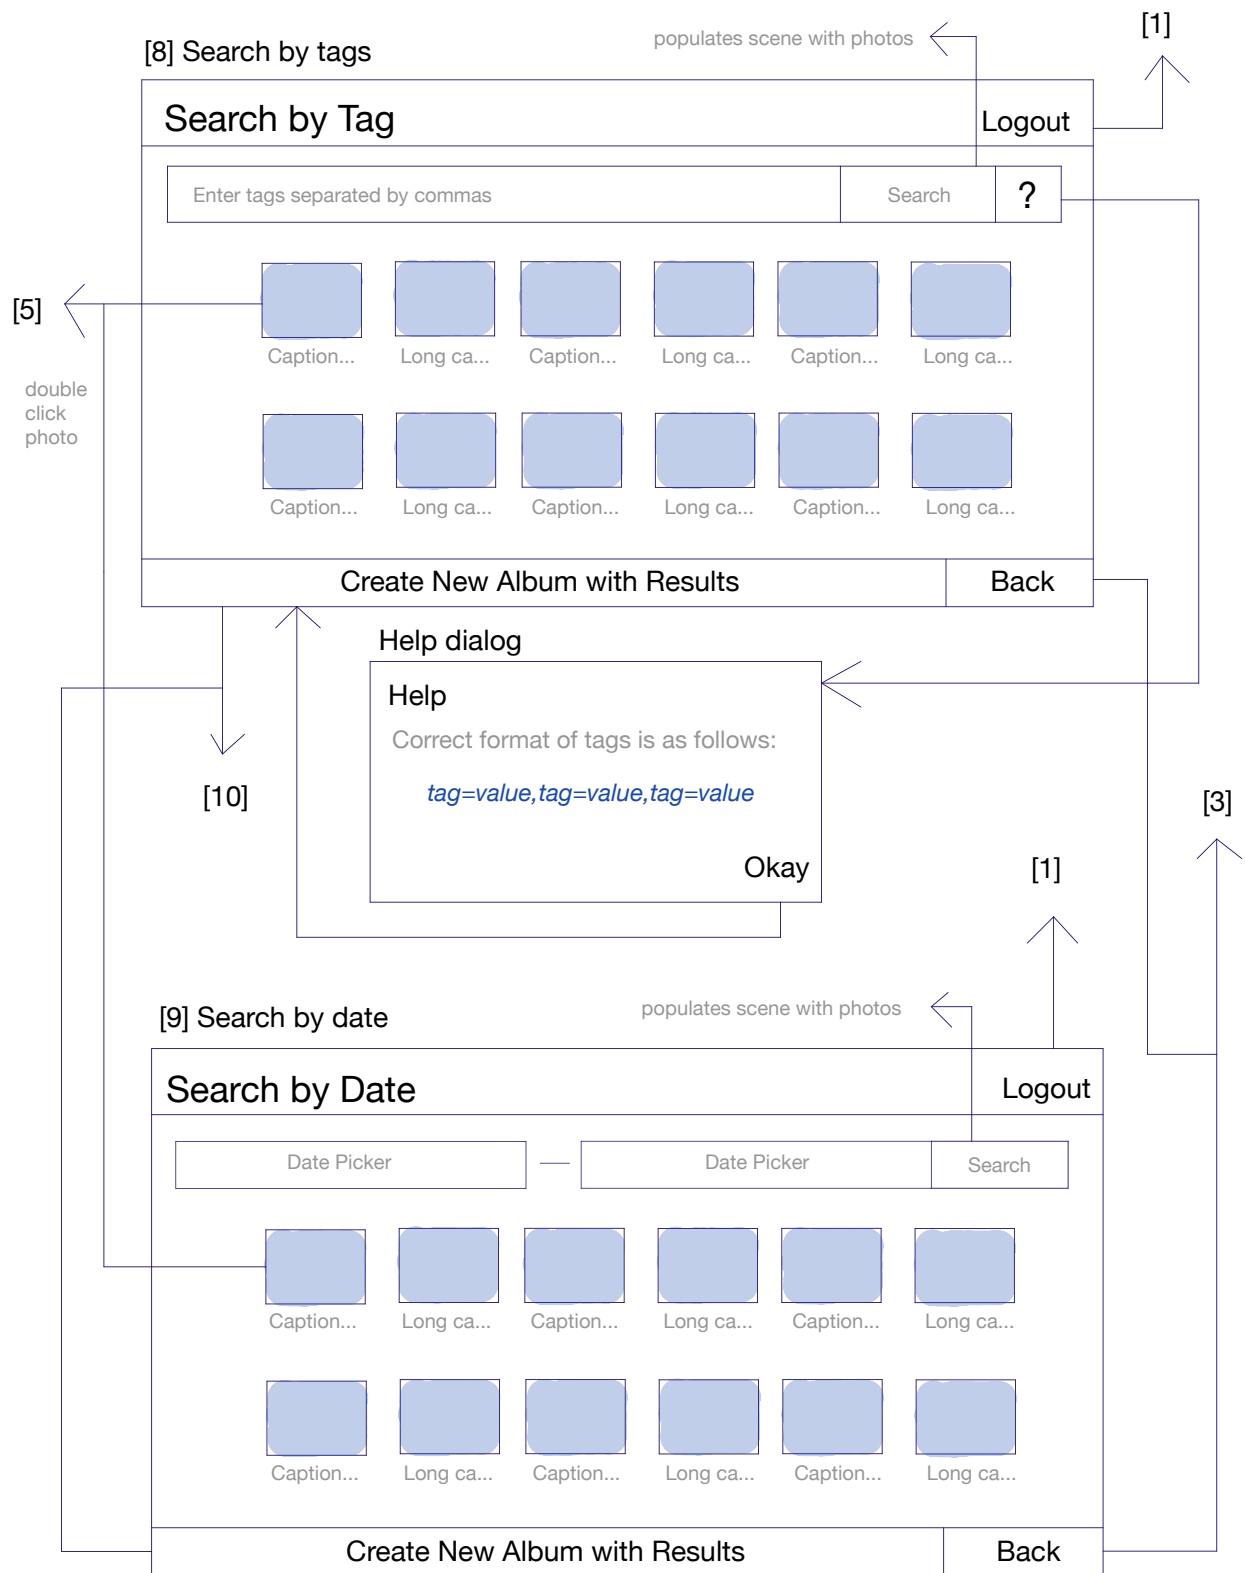 [1]
populates scene with photos
[8] Search by tags
Search by Tag
Logout
Enter tags separated by commas
Search
?
[5]
Caption... Long ca... Caption... Long ca... Caption... Long ca...
double
click
photo
Caption... Long ca... Caption... Long ca... Caption... Long ca...
Create New Album with Results
Back
Help dialog
Help
Correct format of tags is as follows:
tag=value,tag=value,tag=value
Okay
[10]
[3]
[1]
populates scene with photos
[9] Search by date
Search by Date
Logout
Date Picker — Date Picker
Search
Caption... Long ca... Caption... Long ca... Caption... Long ca...
Caption... Long ca... Caption... Long ca... Caption... Long ca...
Create New Album with Results
Back